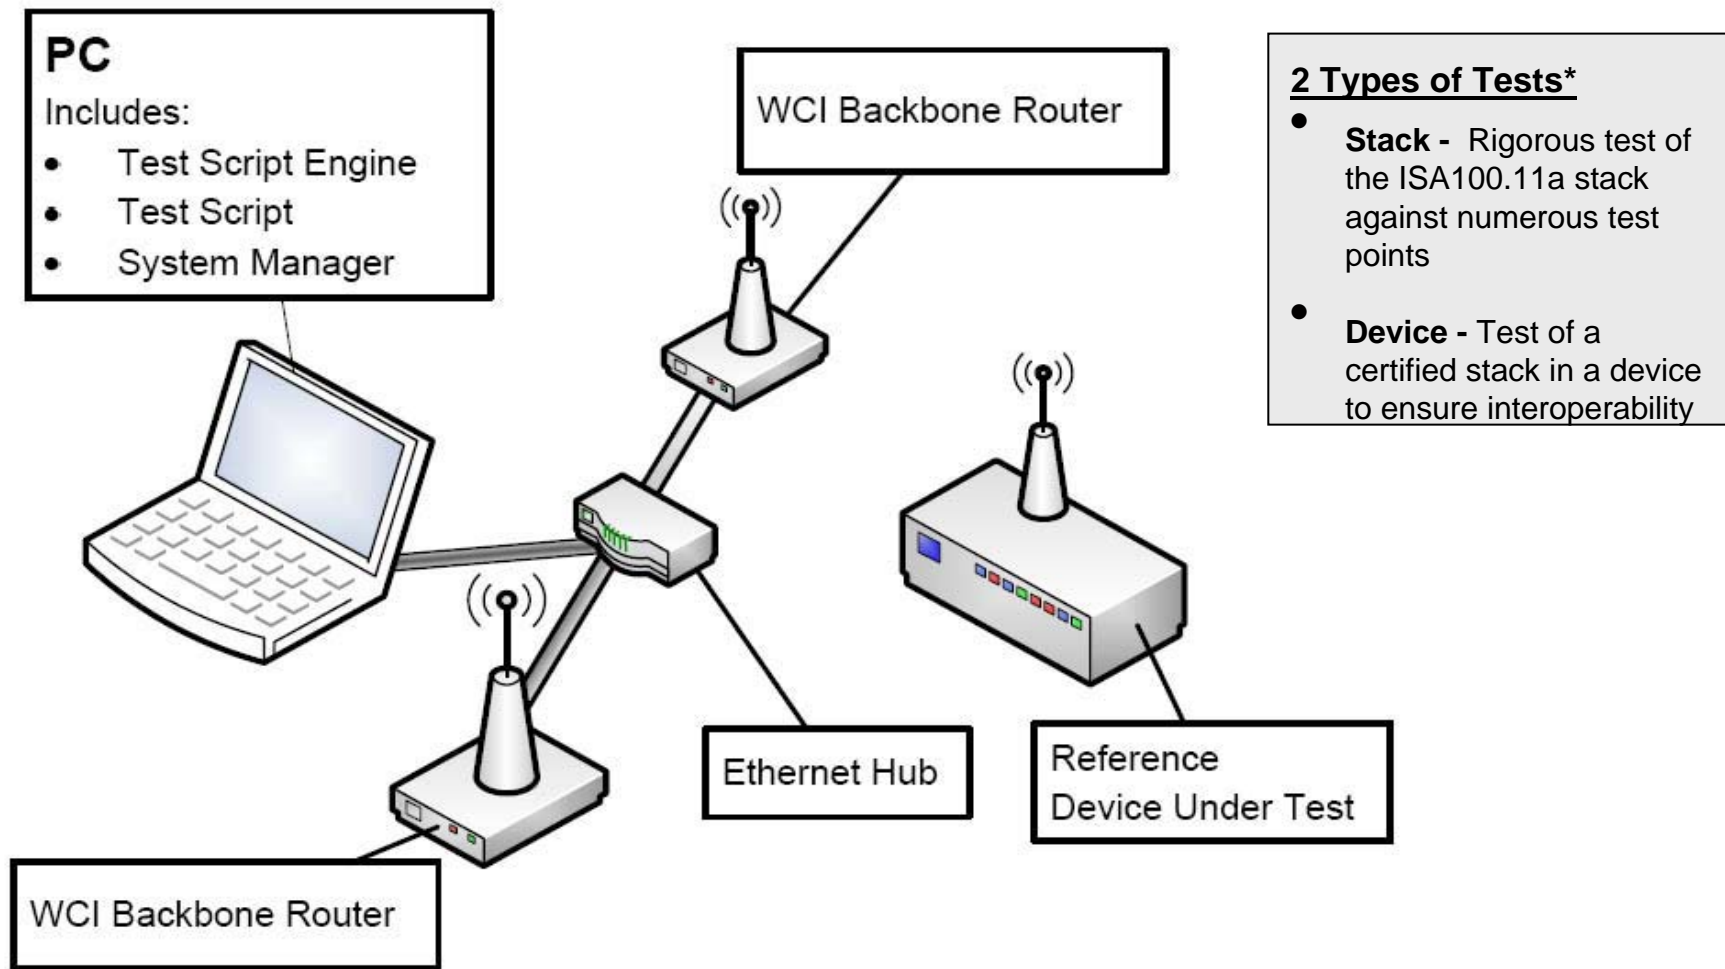 PC
Includes:
• Test Script Engine
• Test Script
• System Manager
WCI Backbone Router
2 Types of Tests*
• Stack - Rigorous test of
the ISA100.11a stack
against numerous test
points
• Device - Test of a
certified stack in a device
to ensure interoperability
Ethernet Hub
Reference
Device Under Test
WCI Backbone Router